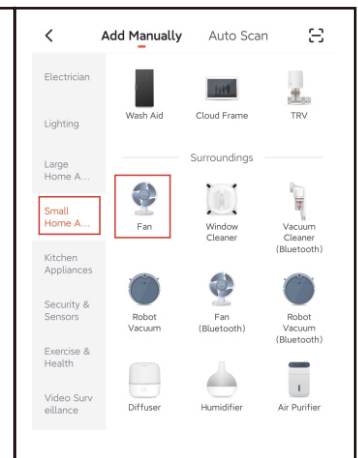 Add Manually Auto Scan
Electrician
Lighting
Large
Home A...
Small
Home A...
Kitchen
Appliances
Security &
Sensors
Exercise &
Health
Video Surv
eillance
Wash Aid Cloud Frame TRV
Surroundings
Fan Window
Cleaner Vacuum
Cleaner
(Bluetooth)
Robot
Vacuum Fan
(Bluetooth) Robot
Vacuum
(Bluetooth)
Diffuser Humidifier Air Purifier